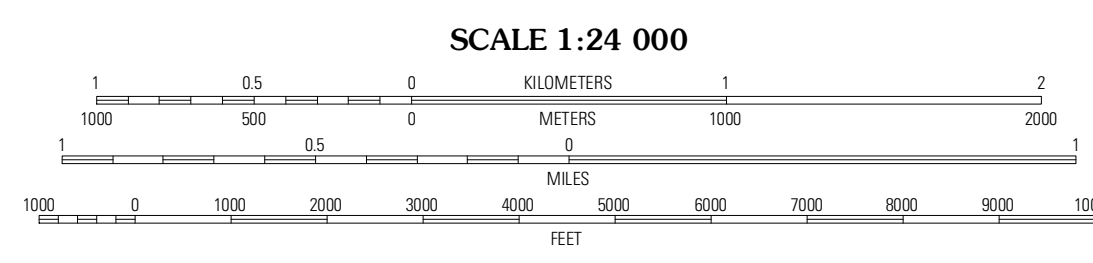 SCALE 1:24 000
1 0.5 0 KILOMETERS 1 2
1000 500 0 METERS 1000 2000
1 0.5 0 1
MILES
1000 0 1000 2000 3000 4000 5000 6000 7000 8000 9000
FEET